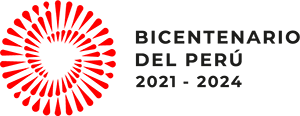 BICENTENARIO
DEL PERÚ
2021 - 2024